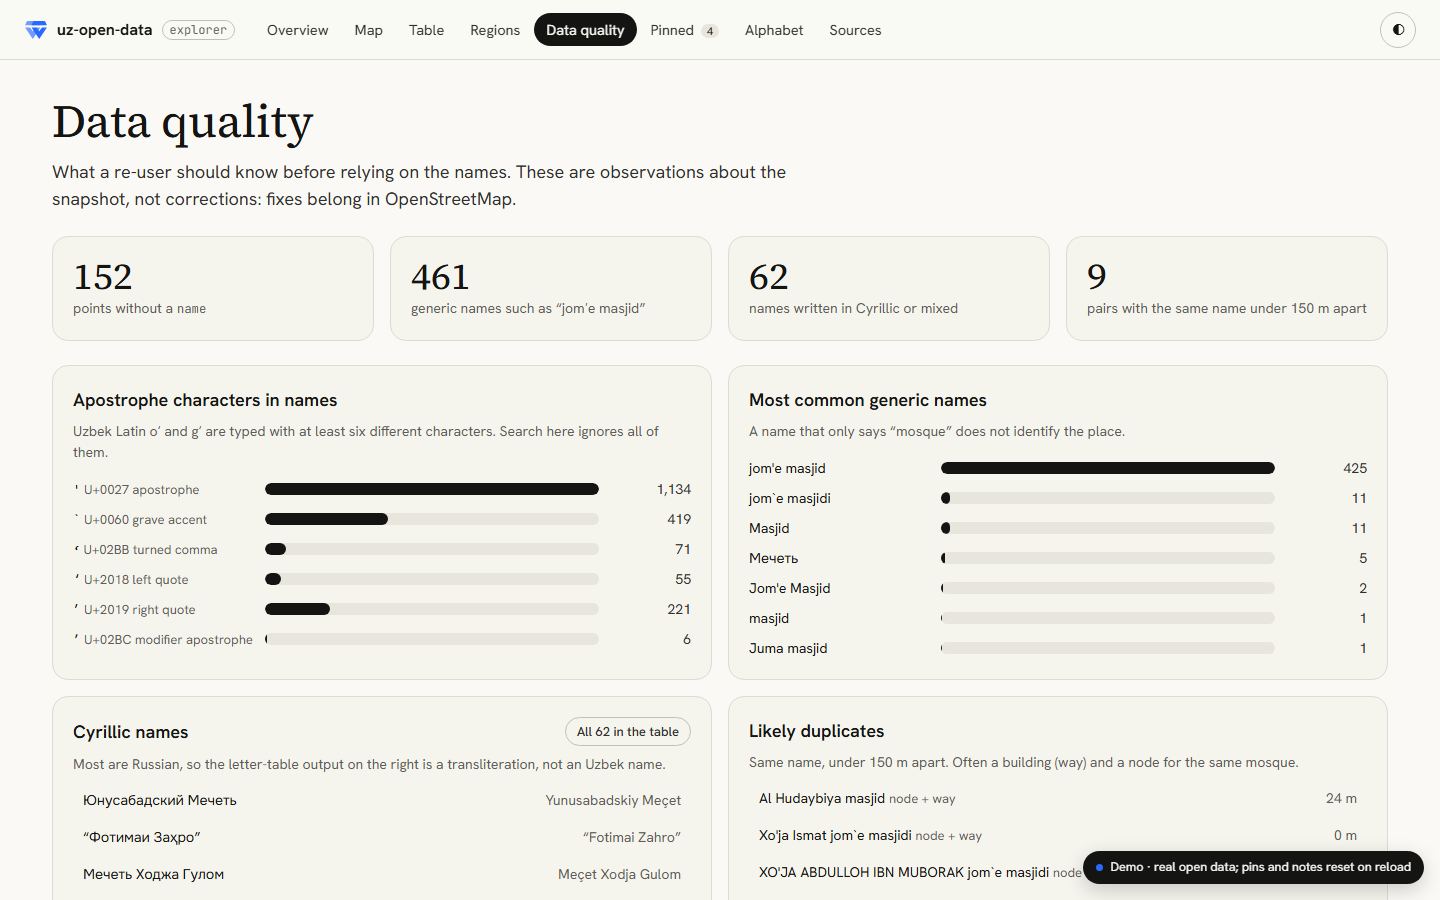 uz-open-data explorer Overview Map Table Regions Data quality Pinned 4 Alphabet Sources
Data quality
What a re-user should know before relying on the names. These are observations about the
snapshot, not corrections: fixes belong in OpenStreetMap.
152
points without a name
461
generic names such as “jom'e masjid”
62
names written in Cyrillic or mixed
9
pairs with the same name under 150 m apart
Apostrophe characters in names
Uzbek Latin oʻ and gʻ are typed with at least six different characters. Search here ignores all of
them.
' U+0027 apostrophe 1,134
` U+0060 grave accent 419
ʻ U+02BB turned comma 71
‘ U+2018 left quote 55
’ U+2019 right quote 221
ʼ U+02BC modifier apostrophe 6
Most common generic names
A name that only says “mosque” does not identify the place.
jom'e masjid 425
jom`e masjidi 11
Masjid 11
Мечеть 5
Jom'e Masjid 2
masjid 1
Juma masjid 1
Cyrillic names All 62 in the table
Most are Russian, so the letter-table output on the right is a transliteration, not an Uzbek name.
Юнусабадский Мечеть Yunusabadskiy Meçet
“Фотимаи Заҳро” “Fotimai Zahro”
Мечеть Ходжа Гулом Meçet Xodja Gulom
Likely duplicates
Same name, under 150 m apart. Often a building (way) and a node for the same mosque.
Al Hudaybiya masjid node + way 24 m
Xo'ja Ismat jom`e masjidi node + way 0 m
XO'JA ABDULLOH IBN MUBORAK jom`e masjidi node
Demo · real open data; pins and notes reset on reload